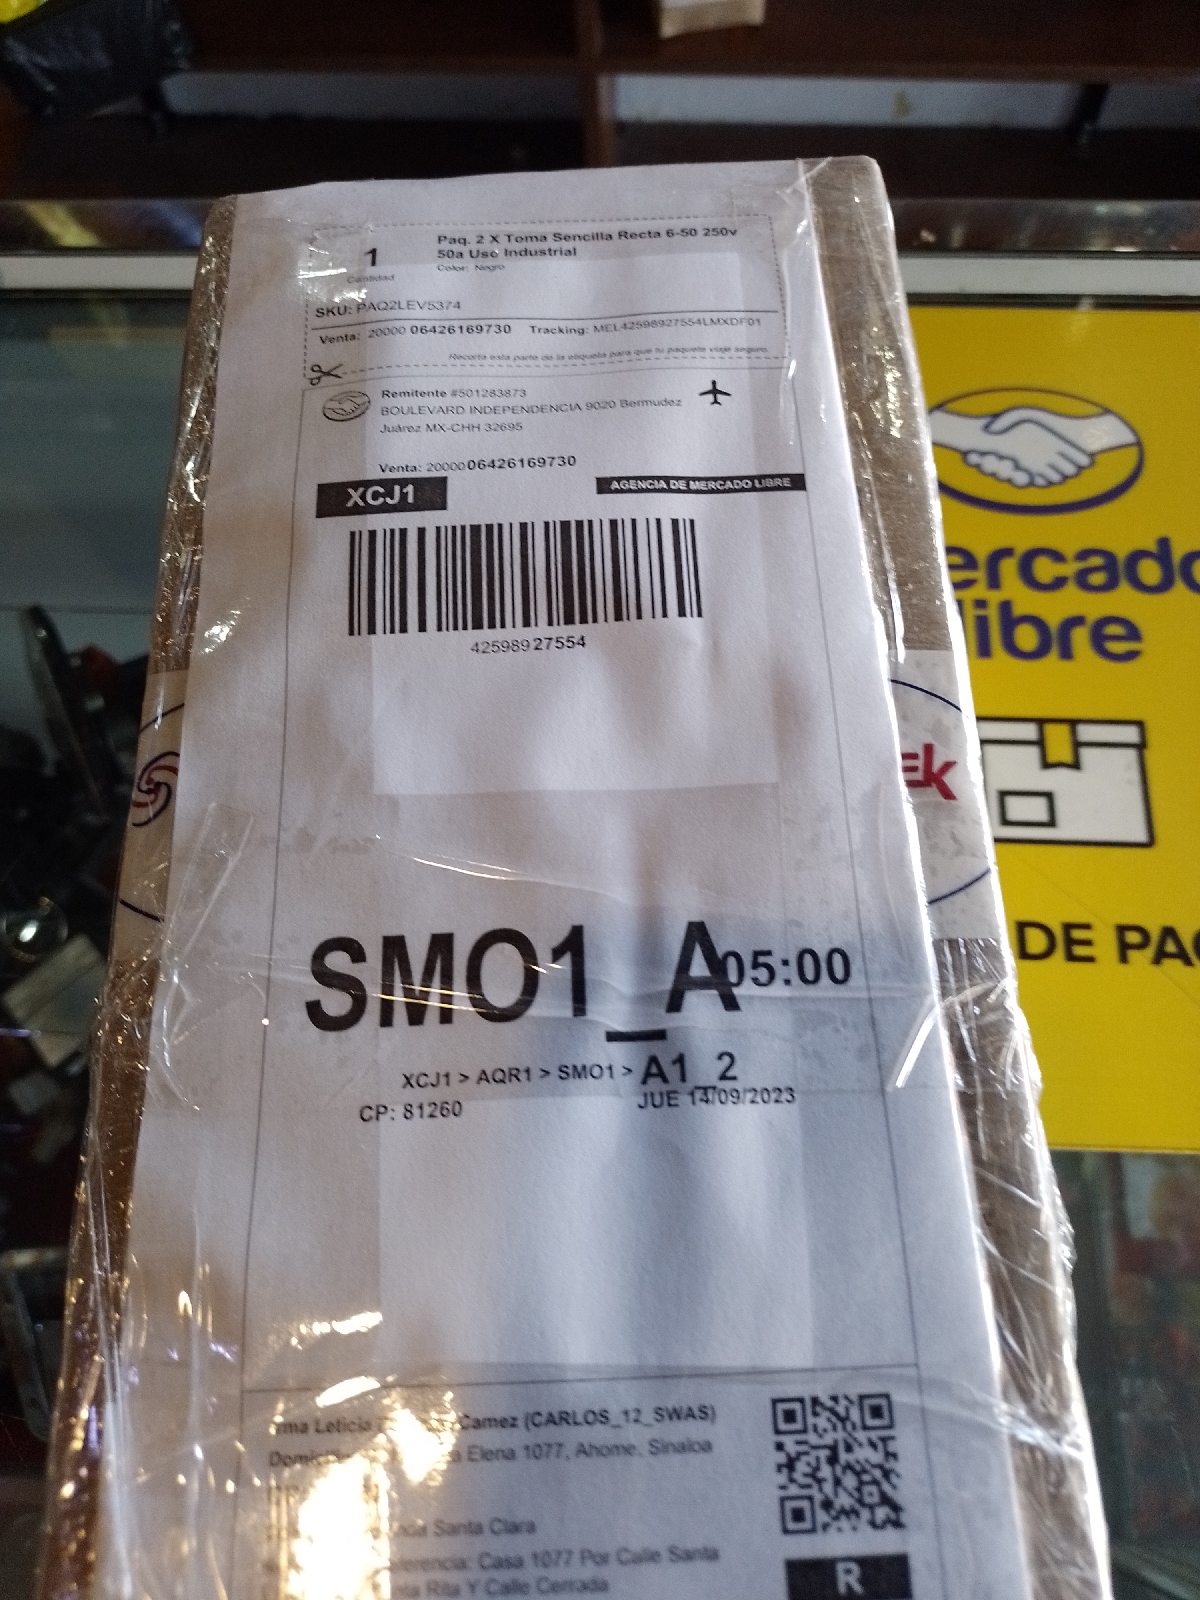 1
Cantidad
Paq. 2 X Toma Sencilla Recta 6-50 250v
50a Uso Industrial
Color: Negro
SKU: PAQ2LEV5374
Venta: 20000 06426169730 Tracking: MEL42598927554LMXDF01
Recorta esta parte de la etiqueta para que tu paquete viaje seguro.
Remitente #501283873
BOULEVARD INDEPENDENCIA 9020 Bermudez
Juárez MX-CHH 32695
Venta: 20000 06426169730
XCJ1
AGENCIA DE MERCADO LIBRE
42598927554
ercado
libre
ek
SMO1_A 05:00
DE PA
XCJ1 > AQR1 > SMO1 > A1_2
CP: 81260
JUE 14/09/2023
Leticia Camez (CARLOS_12_SWAS)
Elena 1077, Ahome, Sinaloa
Santa Clara
Casa 1077 Por Calle Santa
Rita Y Calle Cerrada
R